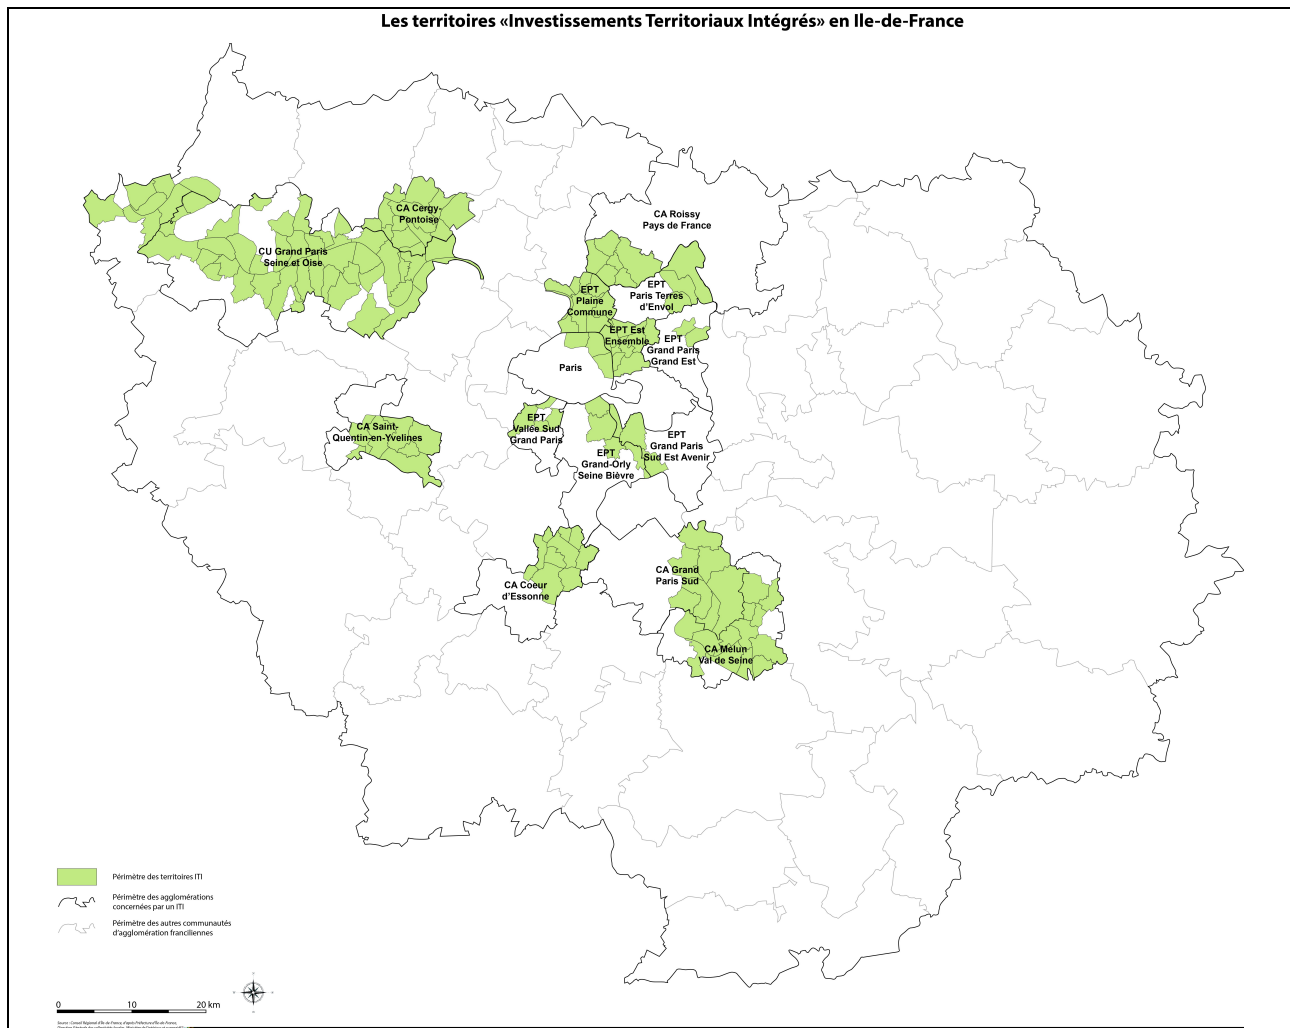 Les territoires «Investissements Territoriaux Intégrés» en Ile-de-France
CA Cergy-
Pontoise
CA Roissy
Pays de France
CU Grand Paris
Seine et Oise
EPT
Plaine
Commune
EPT
Paris Terres
d'Envol
EPT Est
Ensemble
EPT
Grand Paris
Grand Est
Paris
CA Saint-
Quentin-en-Yvelines
EPT
Vallée Sud
Grand Paris
EPT
Grand-Orly
Seine Bièvre
EPT
Grand Paris
Sud Est Avenir
CA Coeur
d'Essonne
CA Grand
Paris Sud
CA Melun
Val de Seine
Périmètre des territoires ITI
Périmètre des agglomérations
concernées par un ITI
Périmètre des autres communautés
d'agglomération franciliennes
0 10 20 km